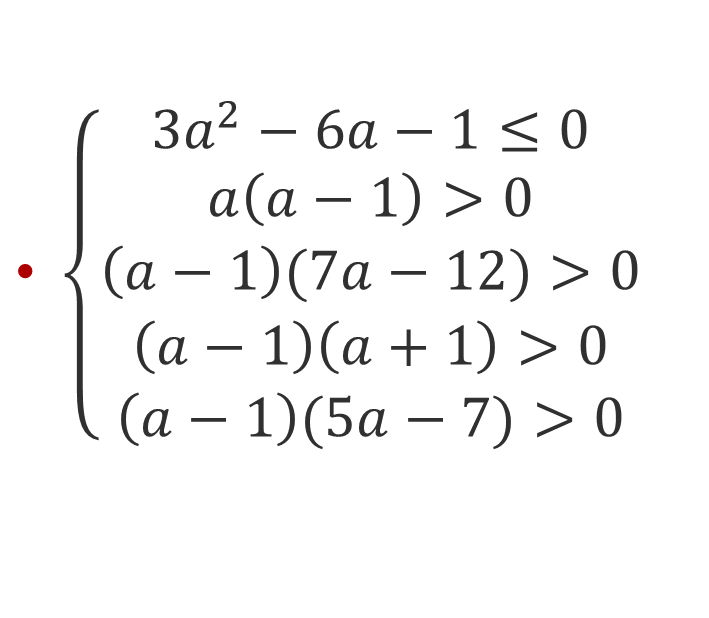 3a² − 6a − 1 ≤ 0
a(a − 1) > 0
(a − 1)(7a − 12) > 0
(a − 1)(a + 1) > 0
(a − 1)(5a − 7) > 0